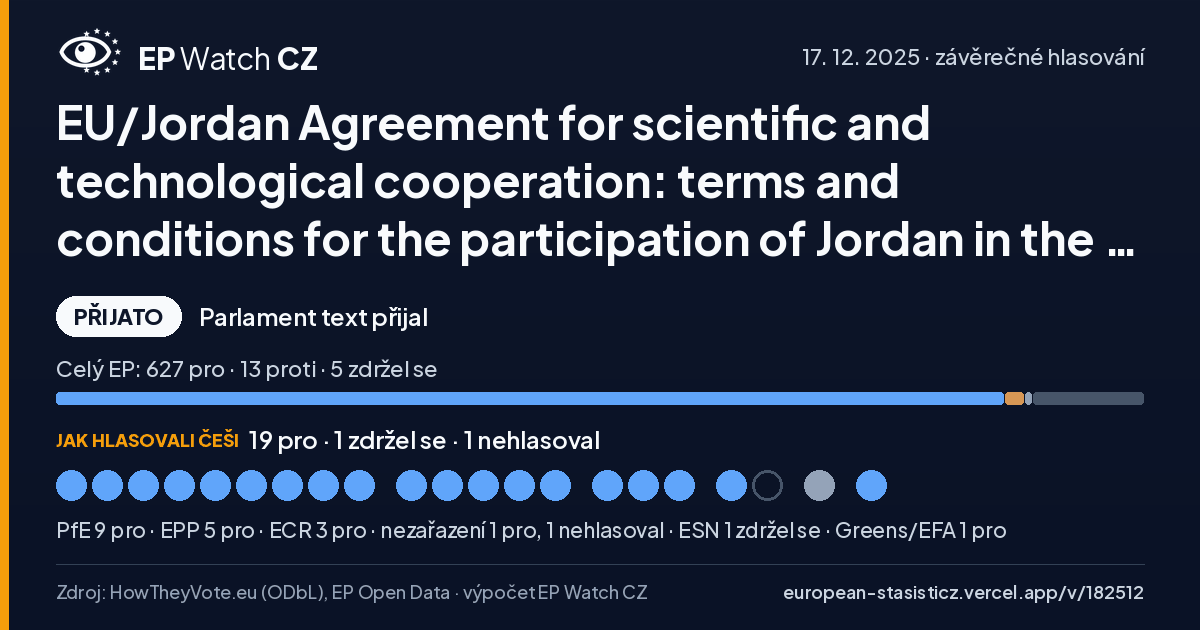 EP Watch CZ
17. 12. 2025 · závěrečné hlasování
EU/Jordan Agreement for scientific and
technological cooperation: terms and
conditions for the participation of Jordan in the …
PŘIJATO Parlament text přijal
Celý EP: 627 pro · 13 proti · 5 zdržel se
JAK HLASOVALI ČEŠI 19 pro · 1 zdržel se · 1 nehlasoval
PfE 9 pro · EPP 5 pro · ECR 3 pro · nezařazení 1 pro, 1 nehlasoval · ESN 1 zdržel se · Greens/EFA 1 pro
Zdroj: HowTheyVote.eu (ODbL), EP Open Data · výpočet EP Watch CZ
european-stasisticz.vercel.app/v/182512